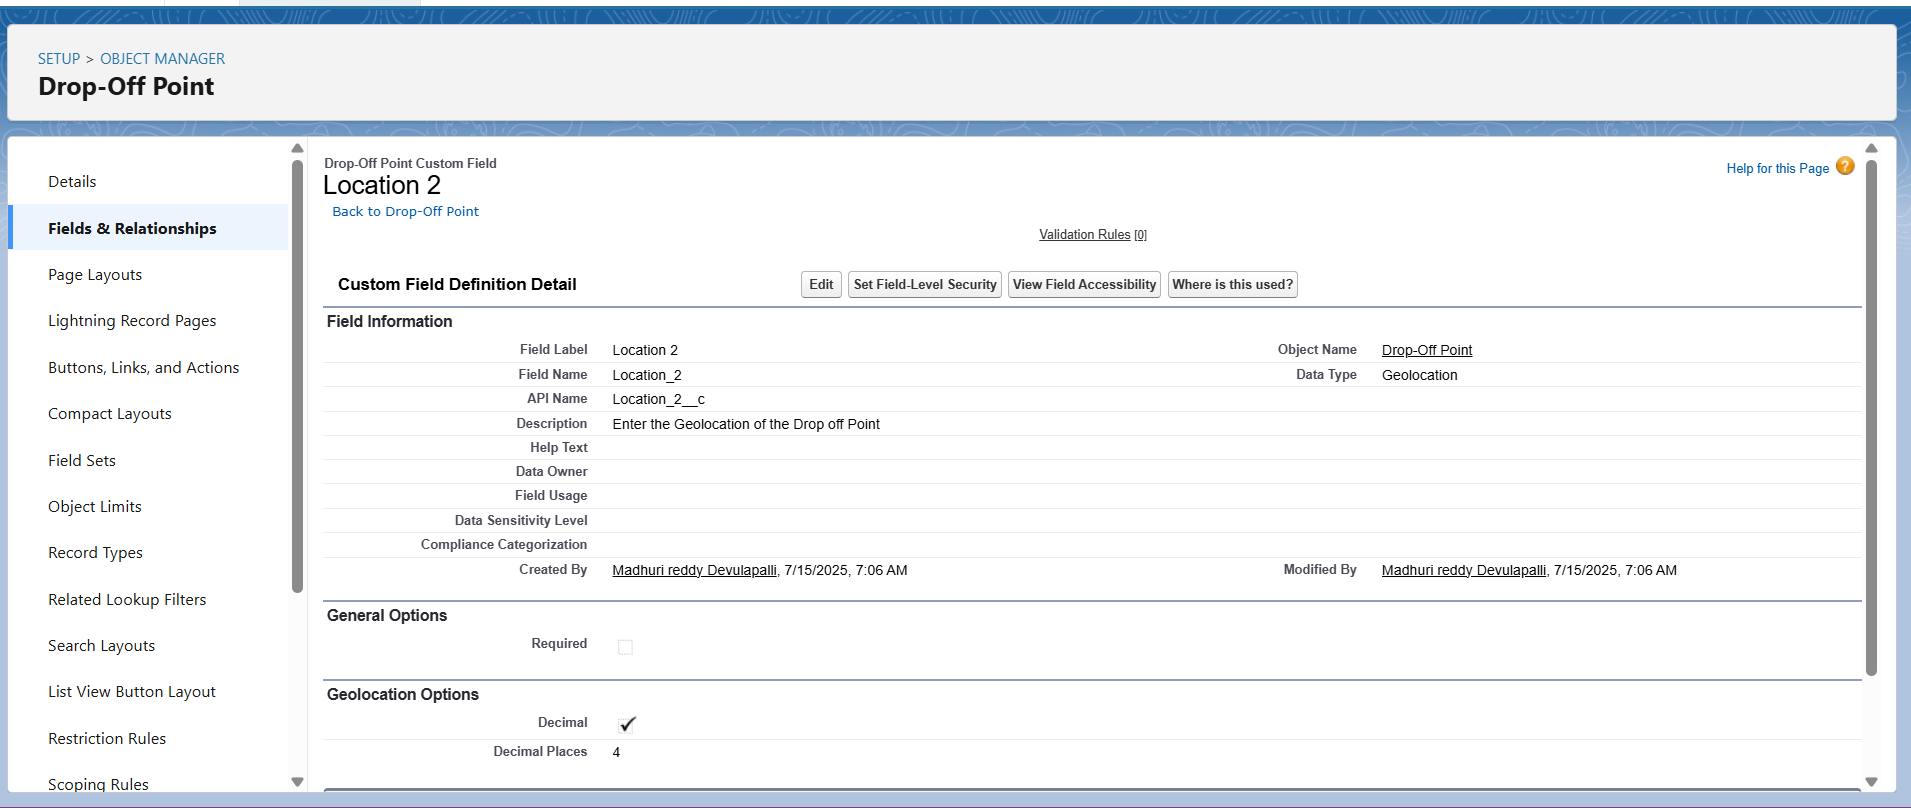 SETUP > OBJECT MANAGER
Drop-Off Point
Details
Fields & Relationships
Page Layouts
Lightning Record Pages
Buttons, Links, and Actions
Compact Layouts
Field Sets
Object Limits
Record Types
Related Lookup Filters
Search Layouts
List View Button Layout
Restriction Rules
Scoping Rules
Drop-Off Point Custom Field
Location 2
Back to Drop-Off Point
Help for this Page ?
Validation Rules [0]
Custom Field Definition Detail Edit Set Field-Level Security View Field Accessibility Where is this used?
Field Information
Field Label Location 2 Object Name Drop-Off Point
Field Name Location_2 Data Type Geolocation
API Name Location_2__c
Description Enter the Geolocation of the Drop off Point
Help Text
Data Owner
Field Usage
Data Sensitivity Level
Compliance Categorization
Created By Madhuri reddy Devulapalli, 7/15/2025, 7:06 AM Modified By Madhuri reddy Devulapalli, 7/15/2025, 7:06 AM
General Options
Required
Geolocation Options
Decimal
Decimal Places 4